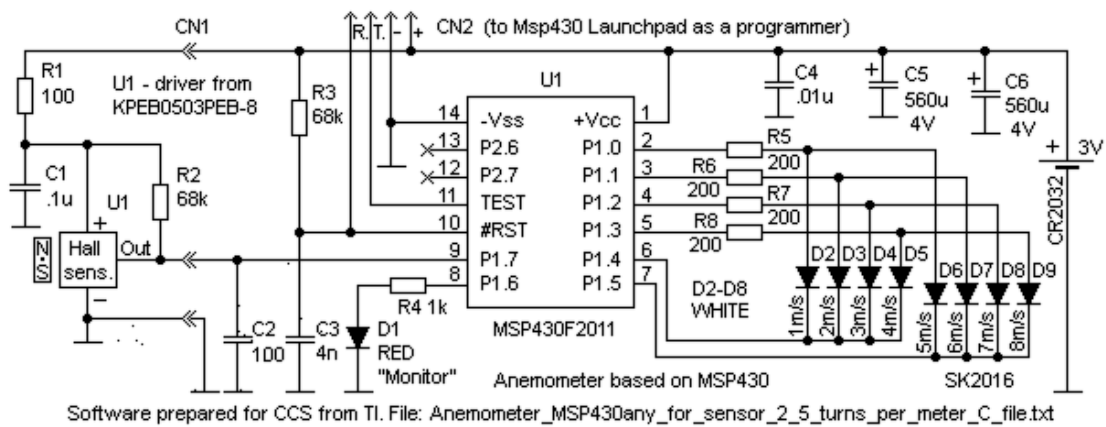 CN1
R. T. - +
CN2 (to Msp430 Launchpad as a programmer)
R1
100
U1 - driver from
KPEB0503PEB-8
R3
68k
U1
C4
.01u
+
C5
560u
4V
+
C6
560u
4V
14 -Vss
+Vcc 1
13 P2.6
P1.0 2
12 P2.7
P1.1 3
11 TEST
P1.2 4
10 #RST
P1.3 5
9 P1.7
P1.4 6
8 P1.6
P1.5 7
R5
200
R6
200
R7
200
R8
200
+
3V
CR2032
C1
.1u
U1
R2
68k
+
Hall
sens.
Out
−
N·S
R4 1k
MSP430F2011
D2 D3 D4 D5
D6 D7 D8 D9
D2-D8
WHITE
1m/s
2m/s
3m/s
4m/s
5m/s
6m/s
7m/s
8m/s
C2
100
C3
4n
D1
RED
"Monitor"
Anemometer based on MSP430
SK2016
Software prepared for CCS from TI. File: Anemometer_MSP430any_for_sensor_2_5_turns_per_meter_C_file.txt